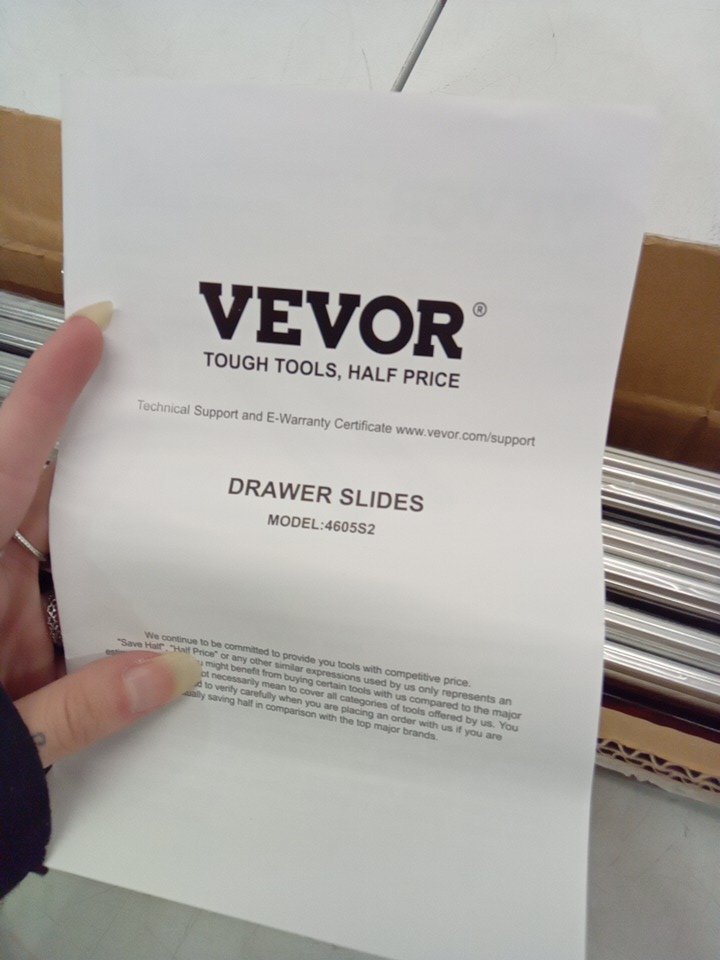 VEVOR®
TOUGH TOOLS, HALF PRICE
Technical Support and E-Warranty Certificate www.vevor.com/support
DRAWER SLIDES
MODEL:4605S2
We continue to be committed to provide you tools with competitive price.
"Save Half", "Half Price" or any other similar expressions used by us only represents an
might benefit from buying certain tools with us compared to the major
necessarily mean to cover all categories of tools offered by us. You
to verify carefully when you are placing an order with us if you are
saving half in comparison with the top major brands.